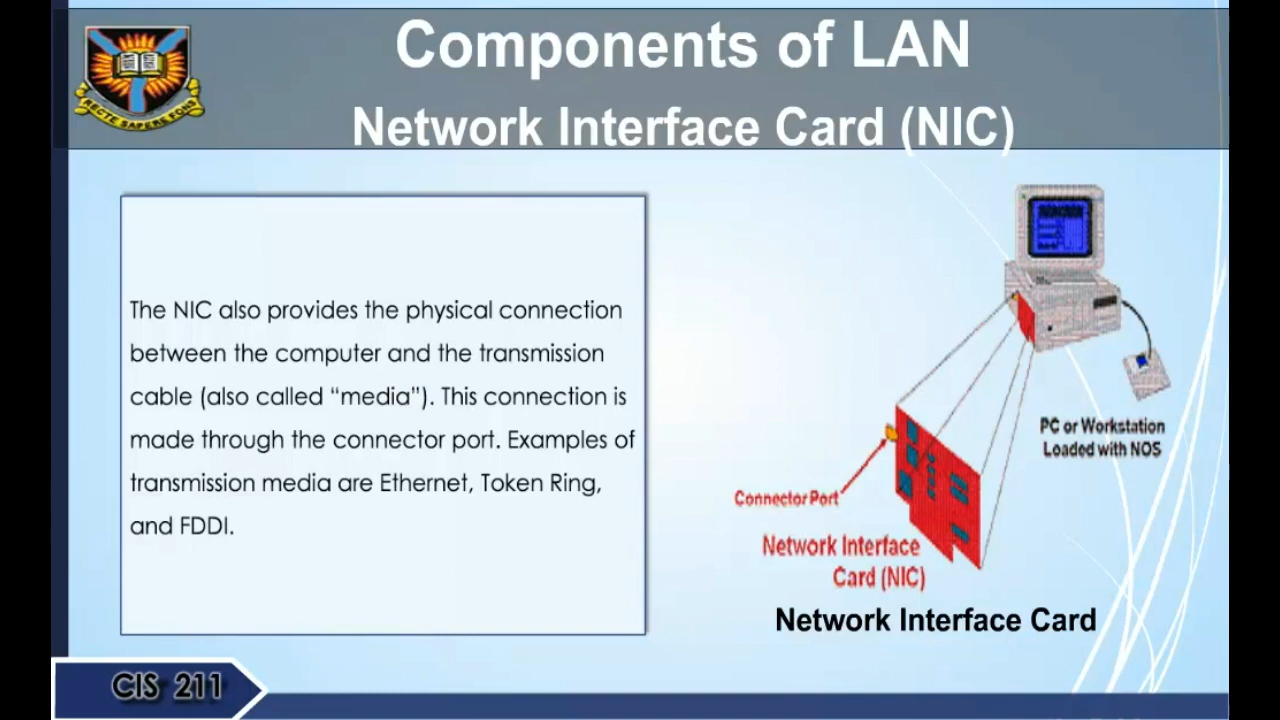 Components of LAN
Network Interface Card (NIC)
RECTE SAPERE FONS
The NIC also provides the physical connection
between the computer and the transmission
cable (also called “media”). This connection is
made through the connector port. Examples of
transmission media are Ethernet, Token Ring,
and FDDI.
PC or Workstation
Loaded with NOS
Connector Port
Network Interface
Card (NIC)
Network Interface Card
CIS 211